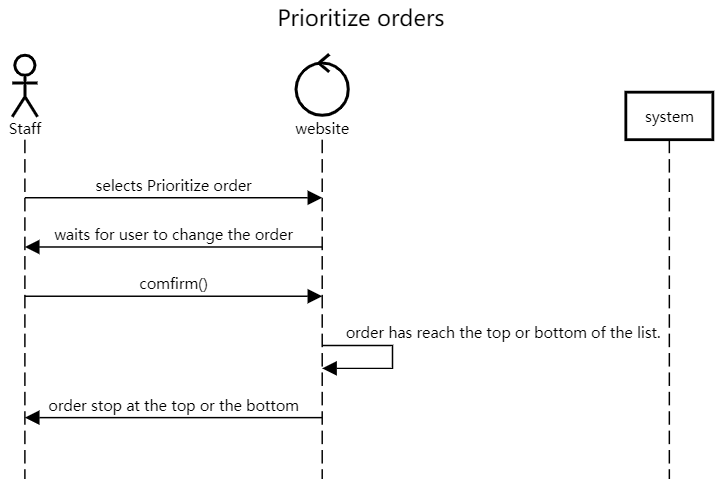 Prioritize orders
Staff
website
system
selects Prioritize order
waits for user to change the order
comfirm()
order has reach the top or bottom of the list.
order stop at the top or the bottom